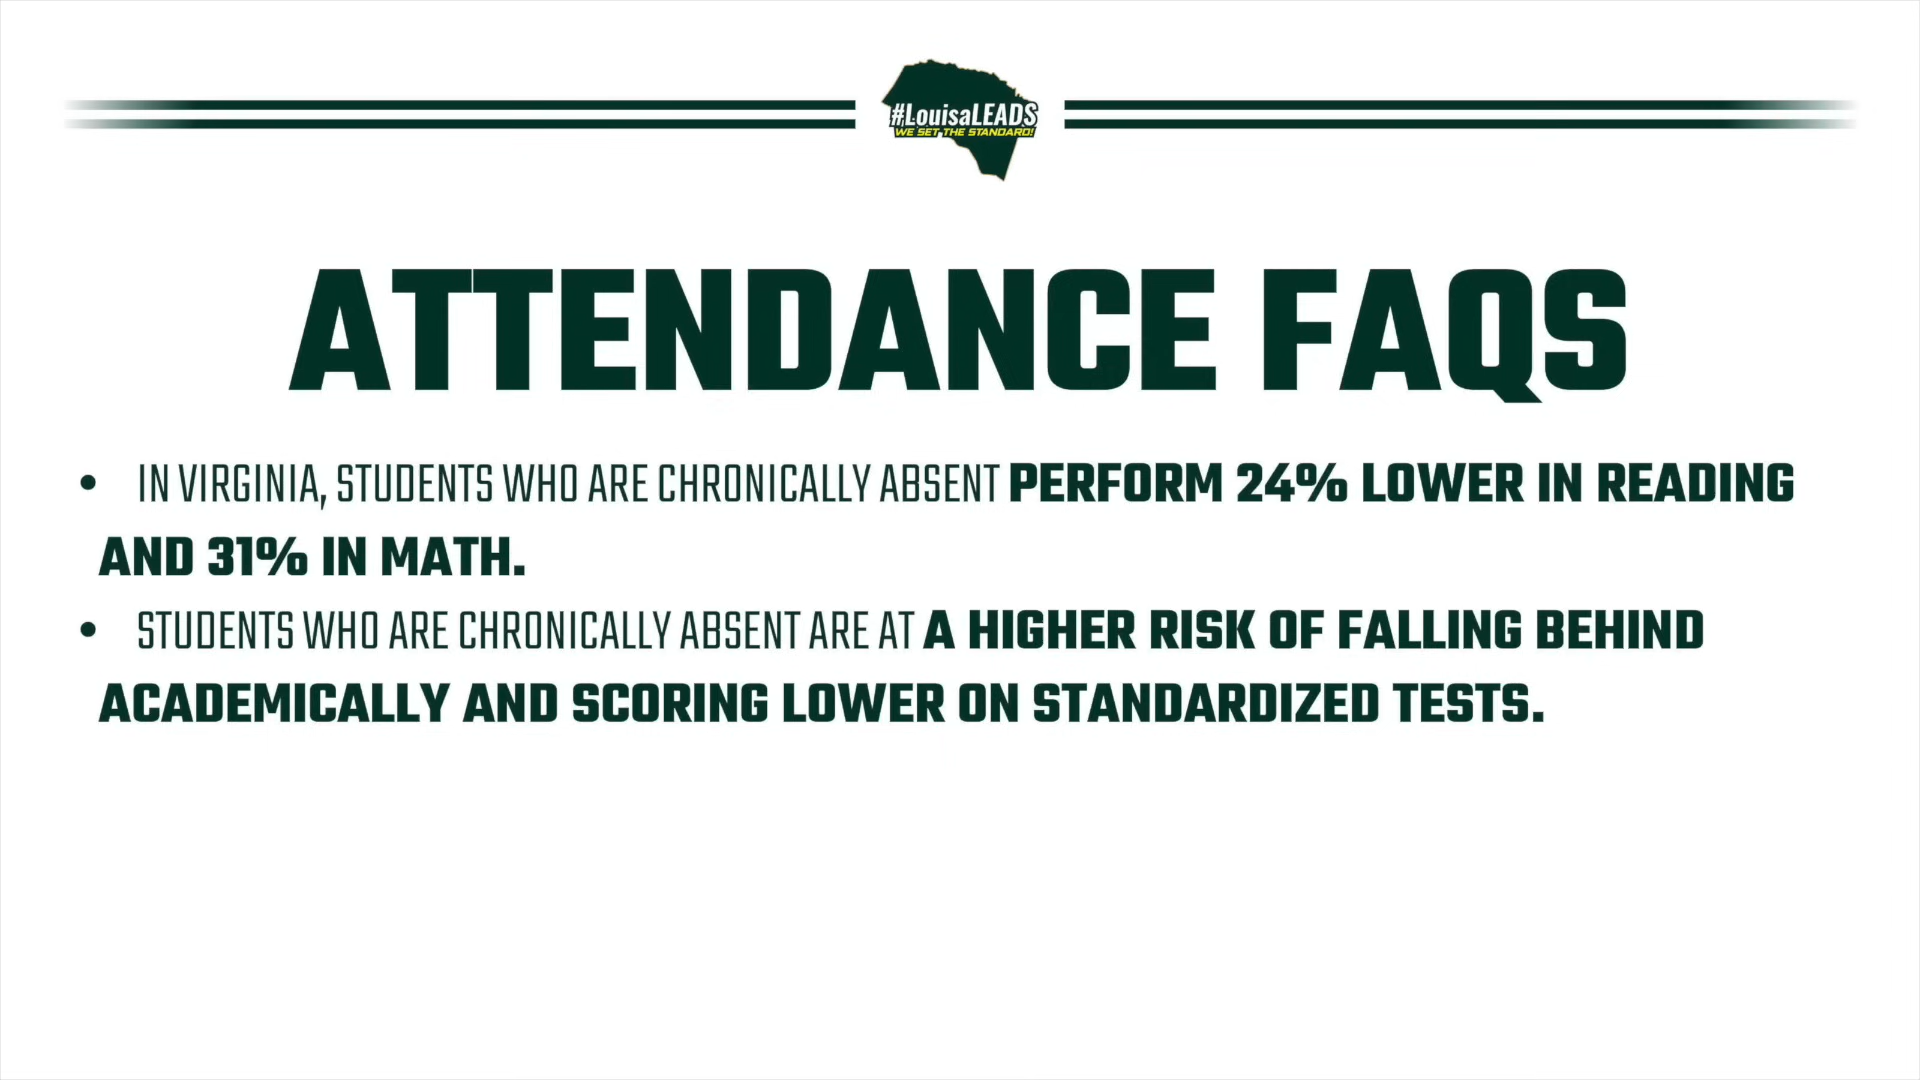 #LouisaLEADS
WE SET THE STANDARD!
ATTENDANCE FAQS
• IN VIRGINIA, STUDENTS WHO ARE CHRONICALLY ABSENT PERFORM 24% LOWER IN READING
AND 31% IN MATH.
• STUDENTS WHO ARE CHRONICALLY ABSENT ARE AT A HIGHER RISK OF FALLING BEHIND
ACADEMICALLY AND SCORING LOWER ON STANDARDIZED TESTS.